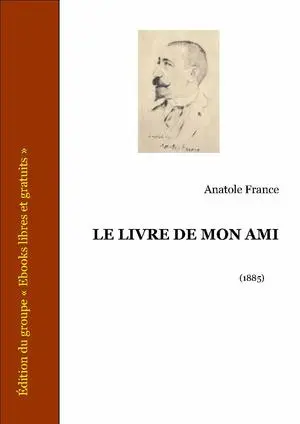 Anatole France
LE LIVRE DE MON AMI
(1885)
Édition du groupe « Ebooks libres et gratuits »